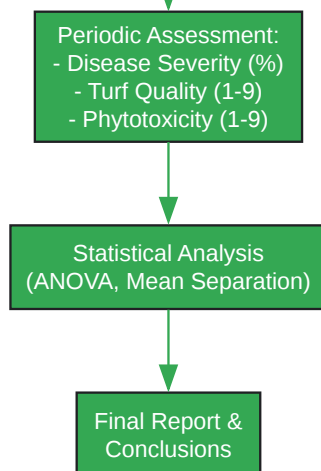 Periodic Assessment:
- Disease Severity (%)
- Turf Quality (1-9)
- Phytotoxicity (1-9)
Statistical Analysis
(ANOVA, Mean Separation)
Final Report &
Conclusions